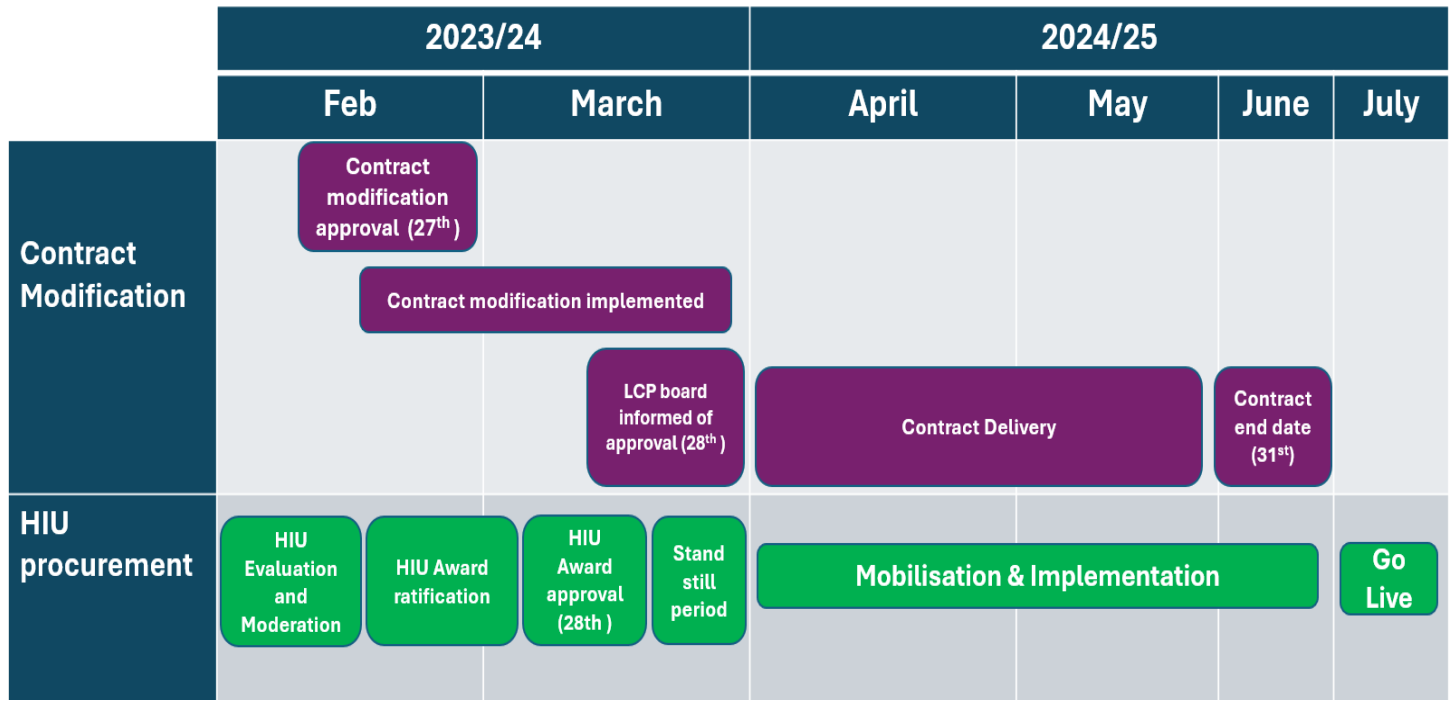 2023/24
2024/25
Feb
March
April
May
June
July
Contract
Modification
Contract
modification
approval (27th )
Contract modification implemented
LCP board
informed of
approval (28th )
Contract Delivery
Contract
end date
(31st)
HIU
procurement
HIU
Evaluation
and
Moderation
HIU Award
ratification
HIU
Award
approval
(28th )
Stand
still
period
Mobilisation & Implementation
Go
Live